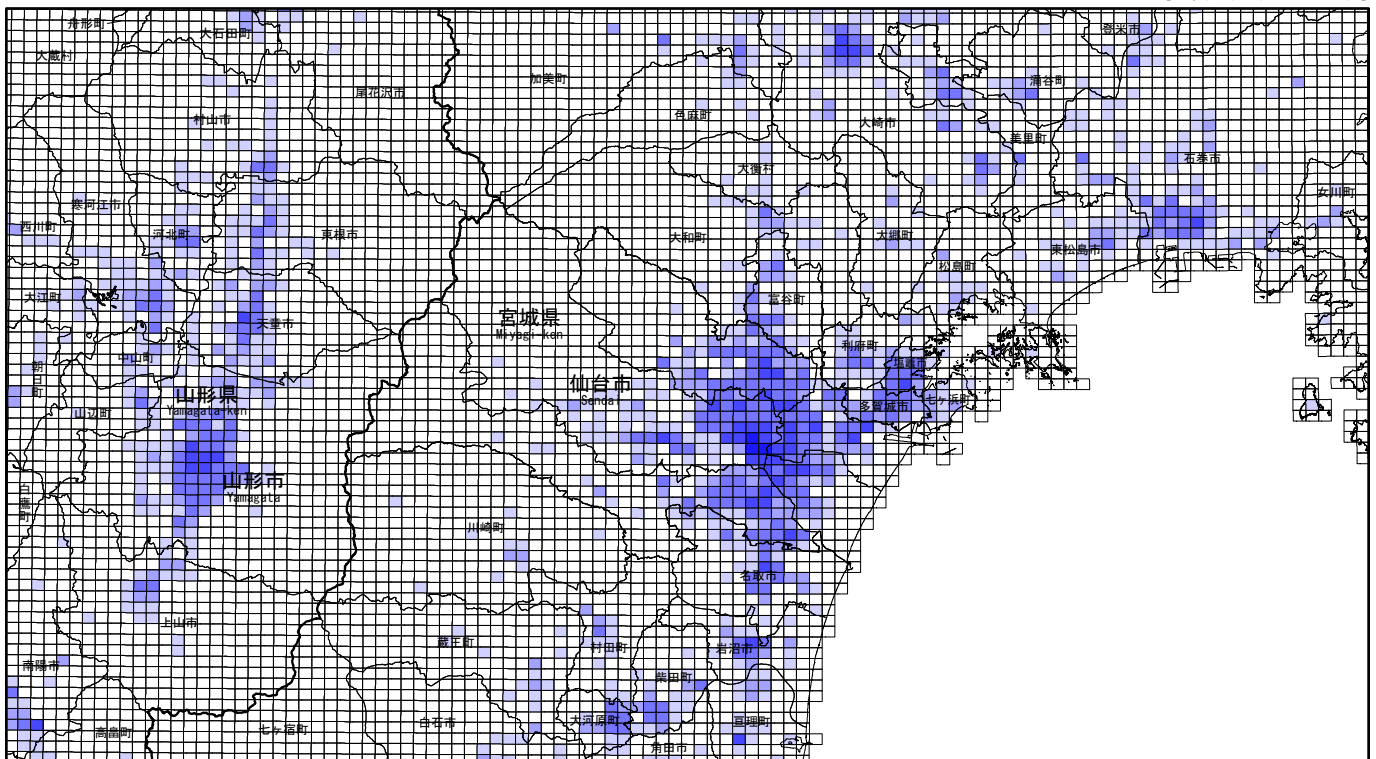 舟形町
大石田町
登米市
大蔵村
加美町
涌谷町
尾花沢市
村山市
色麻町
大崎市
美里町
石巻市
大衡村
女川町
寒河江市
西川町
河北町
東根市
大和町
大郷町
東松島市
松島町
大江町
富谷町
宮城県
Miyagi-ken
天童市
中山町
利府町
塩竈市
朝日町
山形県
Yamagata-ken
仙台市
Sendai
山辺町
多賀城市
七ヶ浜町
山形市
Yamagata
白鷹町
川崎町
名取市
上山市
蔵王町
村田町
岩沼市
南陽市
柴田町
高畠町
七ヶ宿町
白石市
大河原町
亘理町
角田市